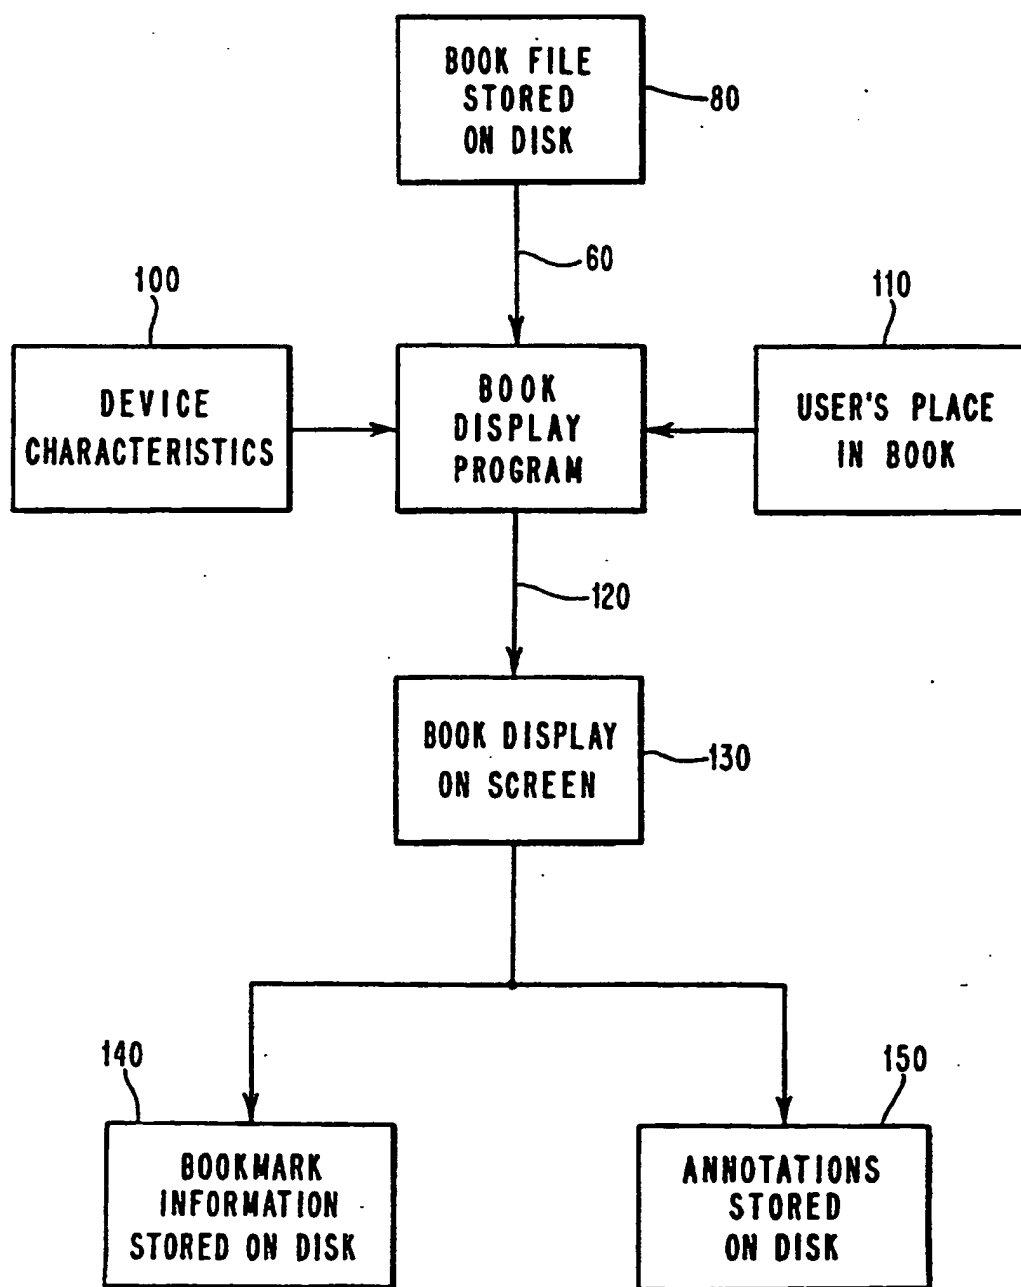 BOOK FILE
STORED
ON DISK
80
60
100
110
DEVICE
CHARACTERISTICS
BOOK
DISPLAY
PROGRAM
USER'S PLACE
IN BOOK
120
BOOK DISPLAY
ON SCREEN
130
140
150
BOOKMARK
INFORMATION
STORED ON DISK
ANNOTATIONS
STORED
ON DISK